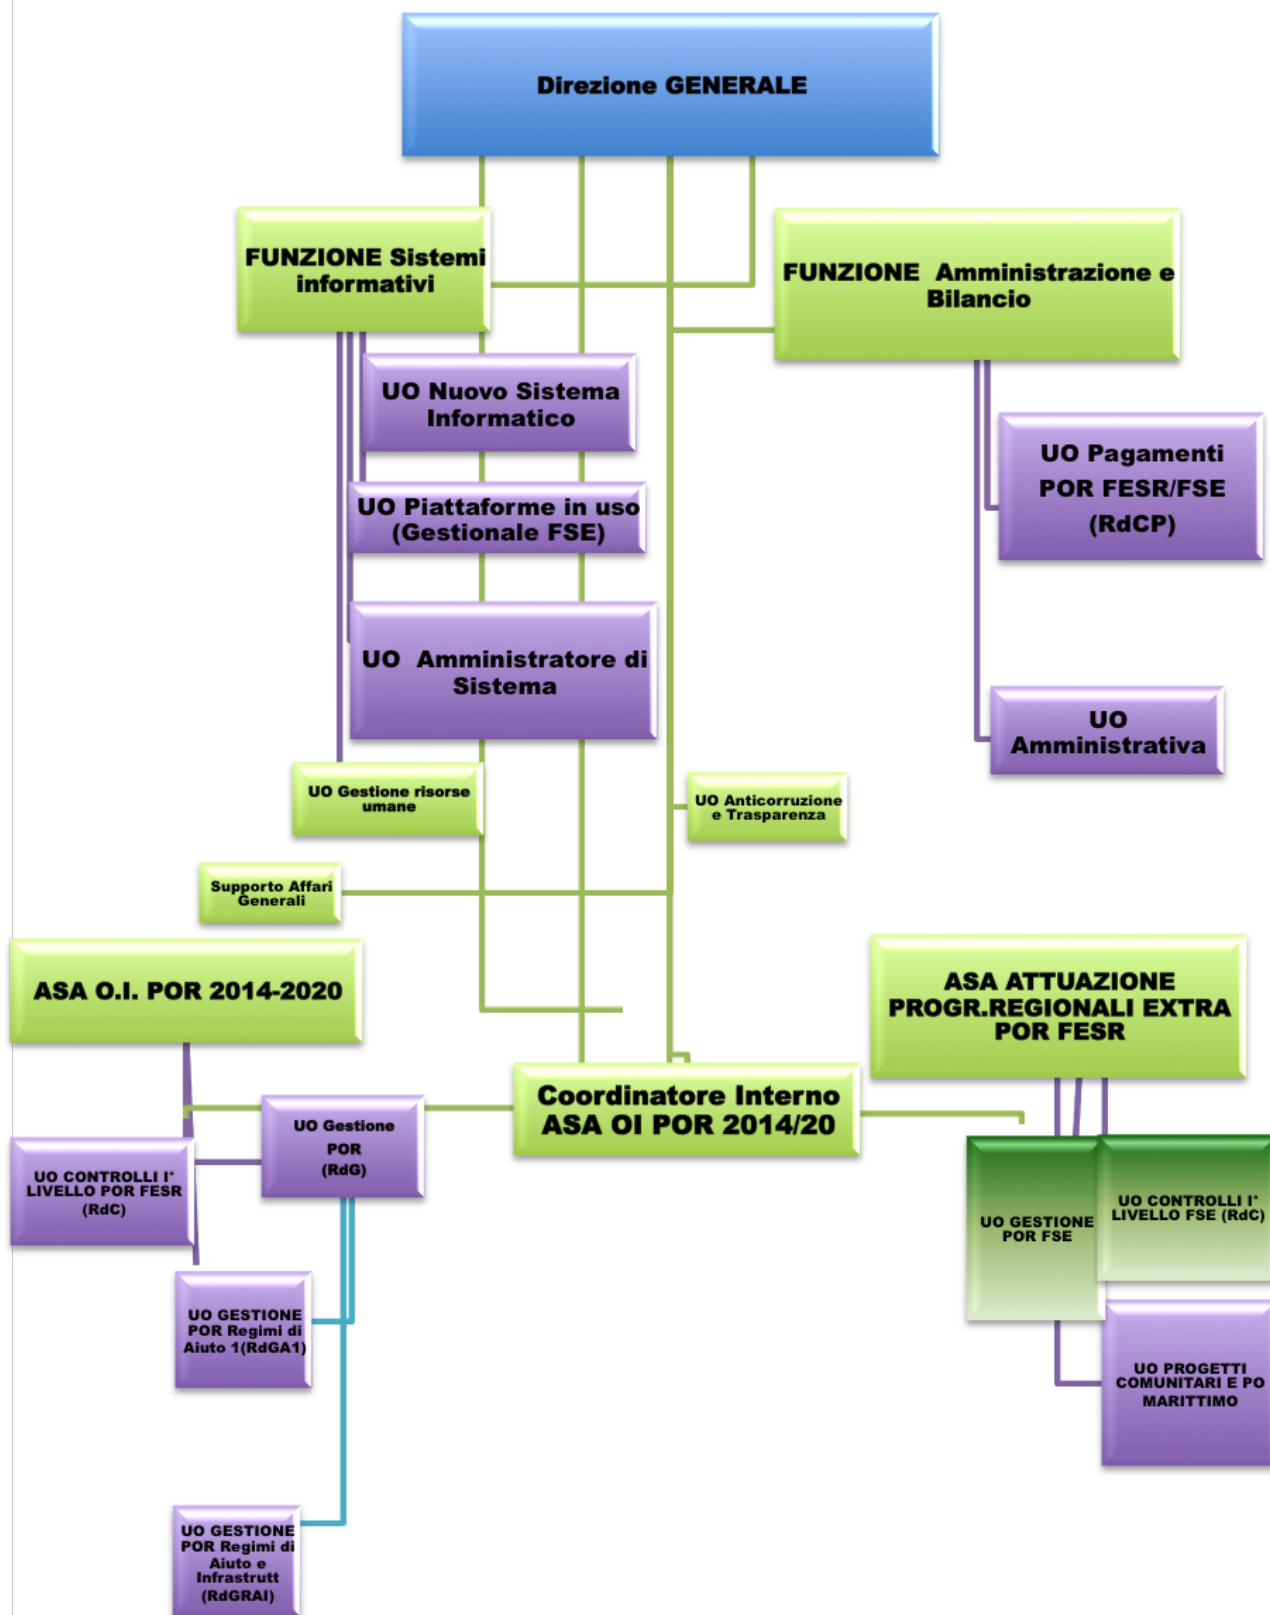 Direzione GENERALE
FUNZIONE Sistemi
informativi
FUNZIONE  Amministrazione e
Bilancio
UO Nuovo Sistema
Informatico
UO Pagamenti
POR FESR/FSE
(RdCP)
UO Piattaforme in uso
(Gestionale FSE)
UO  Amministratore di
Sistema
UO
Amministrativa
UO Gestione risorse
umane
UO Anticorruzione
e Trasparenza
Supporto Affari
Generali
ASA O.I. POR 2014-2020
ASA ATTUAZIONE
PROGR.REGIONALI EXTRA
POR FESR
Coordinatore Interno
ASA OI POR 2014/20
UO Gestione
POR
(RdG)
UO CONTROLLI I°
LIVELLO POR FESR
(RdC)
UO GESTIONE
POR FSE
UO CONTROLLI I°
LIVELLO FSE (RdC)
UO GESTIONE
POR Regimi di
Aiuto 1(RdGA1)
UO PROGETTI
COMUNITARI E PO
MARITTIMO
UO GESTIONE
POR Regimi di
Aiuto e
Infrastrutt
(RdGRAI)